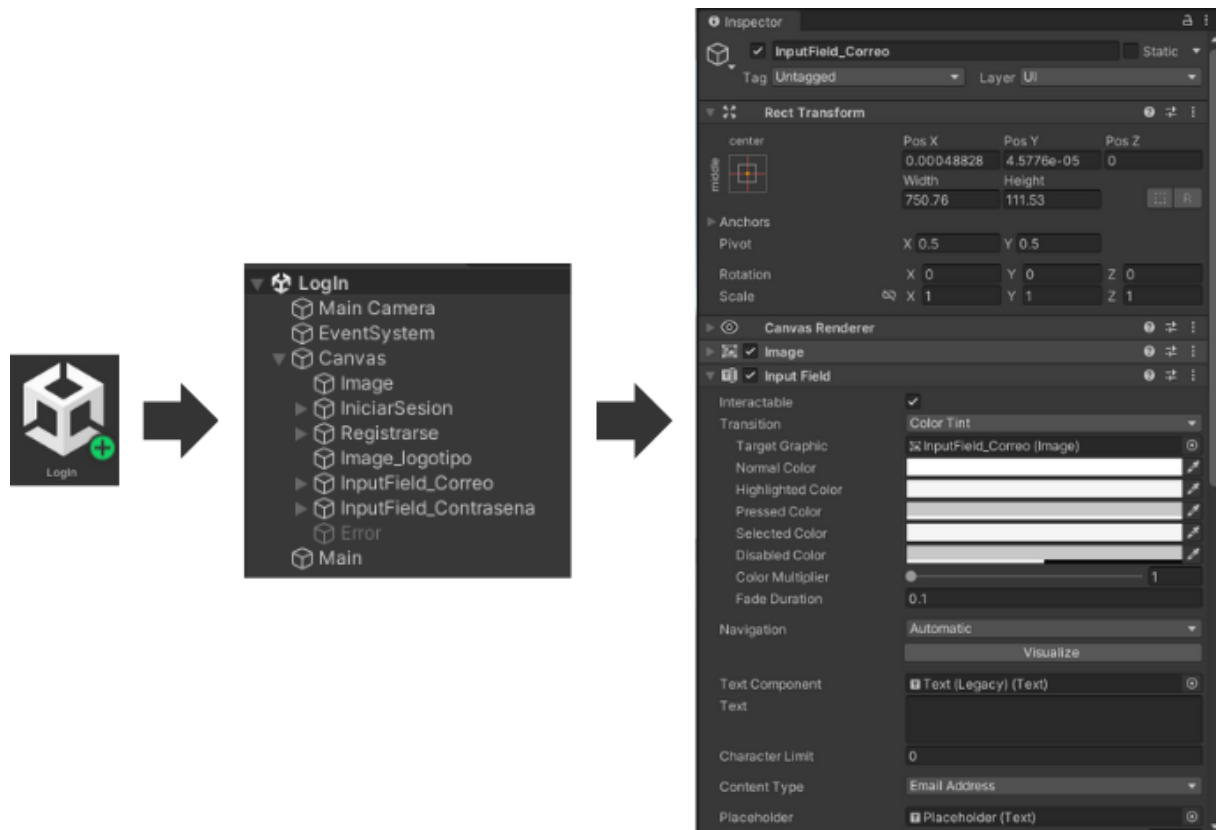 LogIn
LogIn
Main Camera
EventSystem
Canvas
Image
IniciarSesion
Registrarse
Image_logotipo
InputField_Correo
InputField_Contrasena
Error
Main
Inspector
InputField_Correo Static
Tag Untagged Layer UI
Rect Transform
center Pos X Pos Y Pos Z
middle 0.00048828 4.5776e-05 0
Width Height
750.76 111.53 R
Anchors
Pivot X 0.5 Y 0.5
Rotation X 0 Y 0 Z 0
Scale X 1 Y 1 Z 1
Canvas Renderer
Image
Input Field
Interactable
Transition Color Tint
Target Graphic InputField_Correo (Image)
Normal Color
Highlighted Color
Pressed Color
Selected Color
Disabled Color
Color Multiplier 1
Fade Duration 0.1
Navigation Automatic
Visualize
Text Component Text (Legacy) (Text)
Text
Character Limit 0
Content Type Email Address
Placeholder Placeholder (Text)